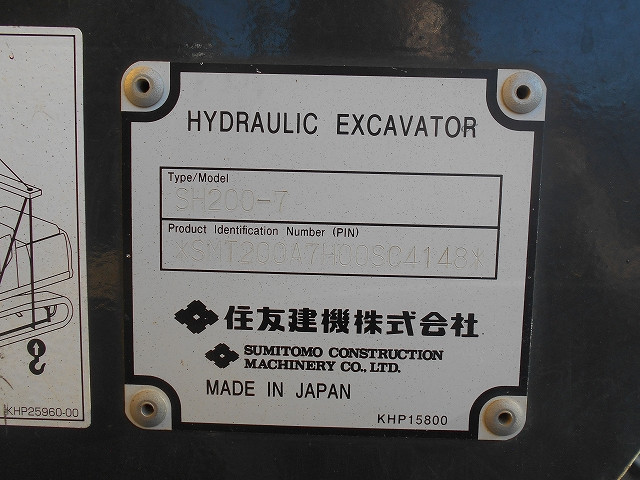 HYDRAULIC EXCAVATOR
Type/Model
SH200-7
Product Identification Number (PIN)
*SMT200A7H00SC4148*
住友建機株式会社
SUMITOMO CONSTRUCTION
MACHINERY CO., LTD.
MADE IN JAPAN
KHP15800
KHP25960-00